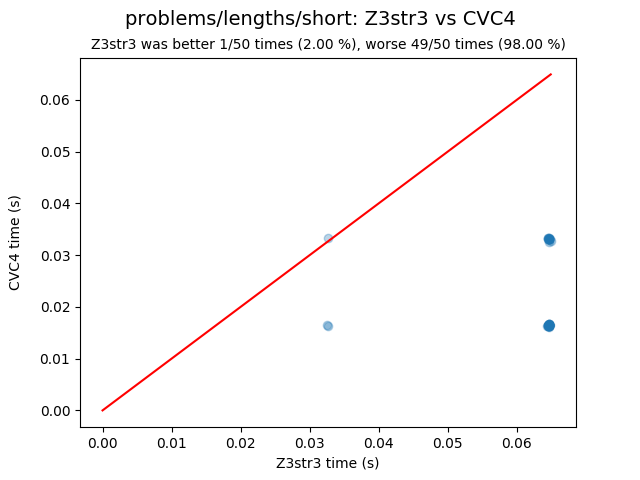 problems/lengths/short: Z3str3 vs CVC4
Z3str3 was better 1/50 times (2.00 %), worse 49/50 times (98.00 %)
CVC4 time (s)
0.06
0.05
0.04
0.03
0.02
0.01
0.00
0.00 0.01 0.02 0.03 0.04 0.05 0.06
Z3str3 time (s)